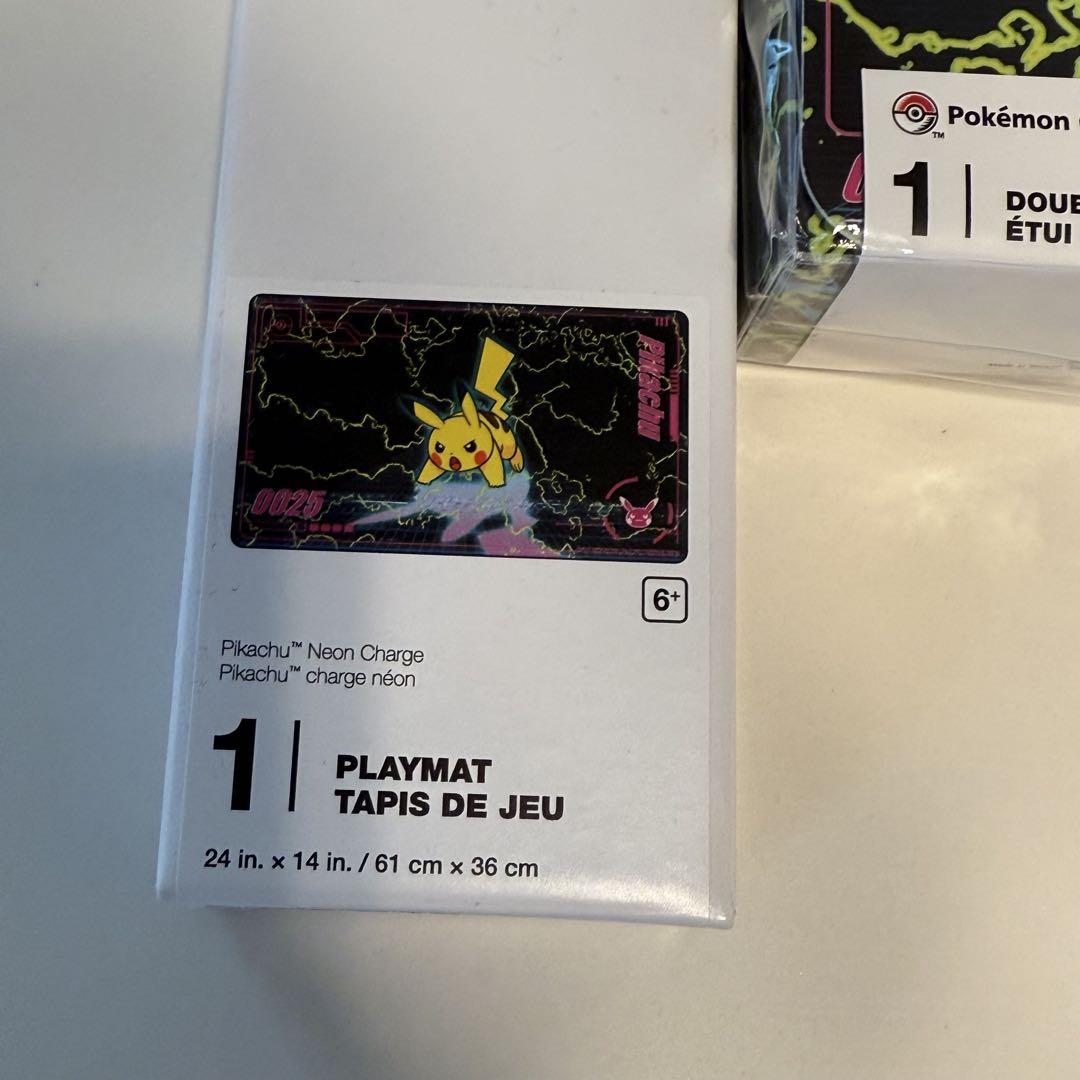 Pokémon
TM
1
DOUB
ÉTUI
Pikachu
0025
6+
Pikachu™ Neon Charge
Pikachu™ charge néon
1
PLAYMAT
TAPIS DE JEU
24 in. × 14 in. / 61 cm × 36 cm